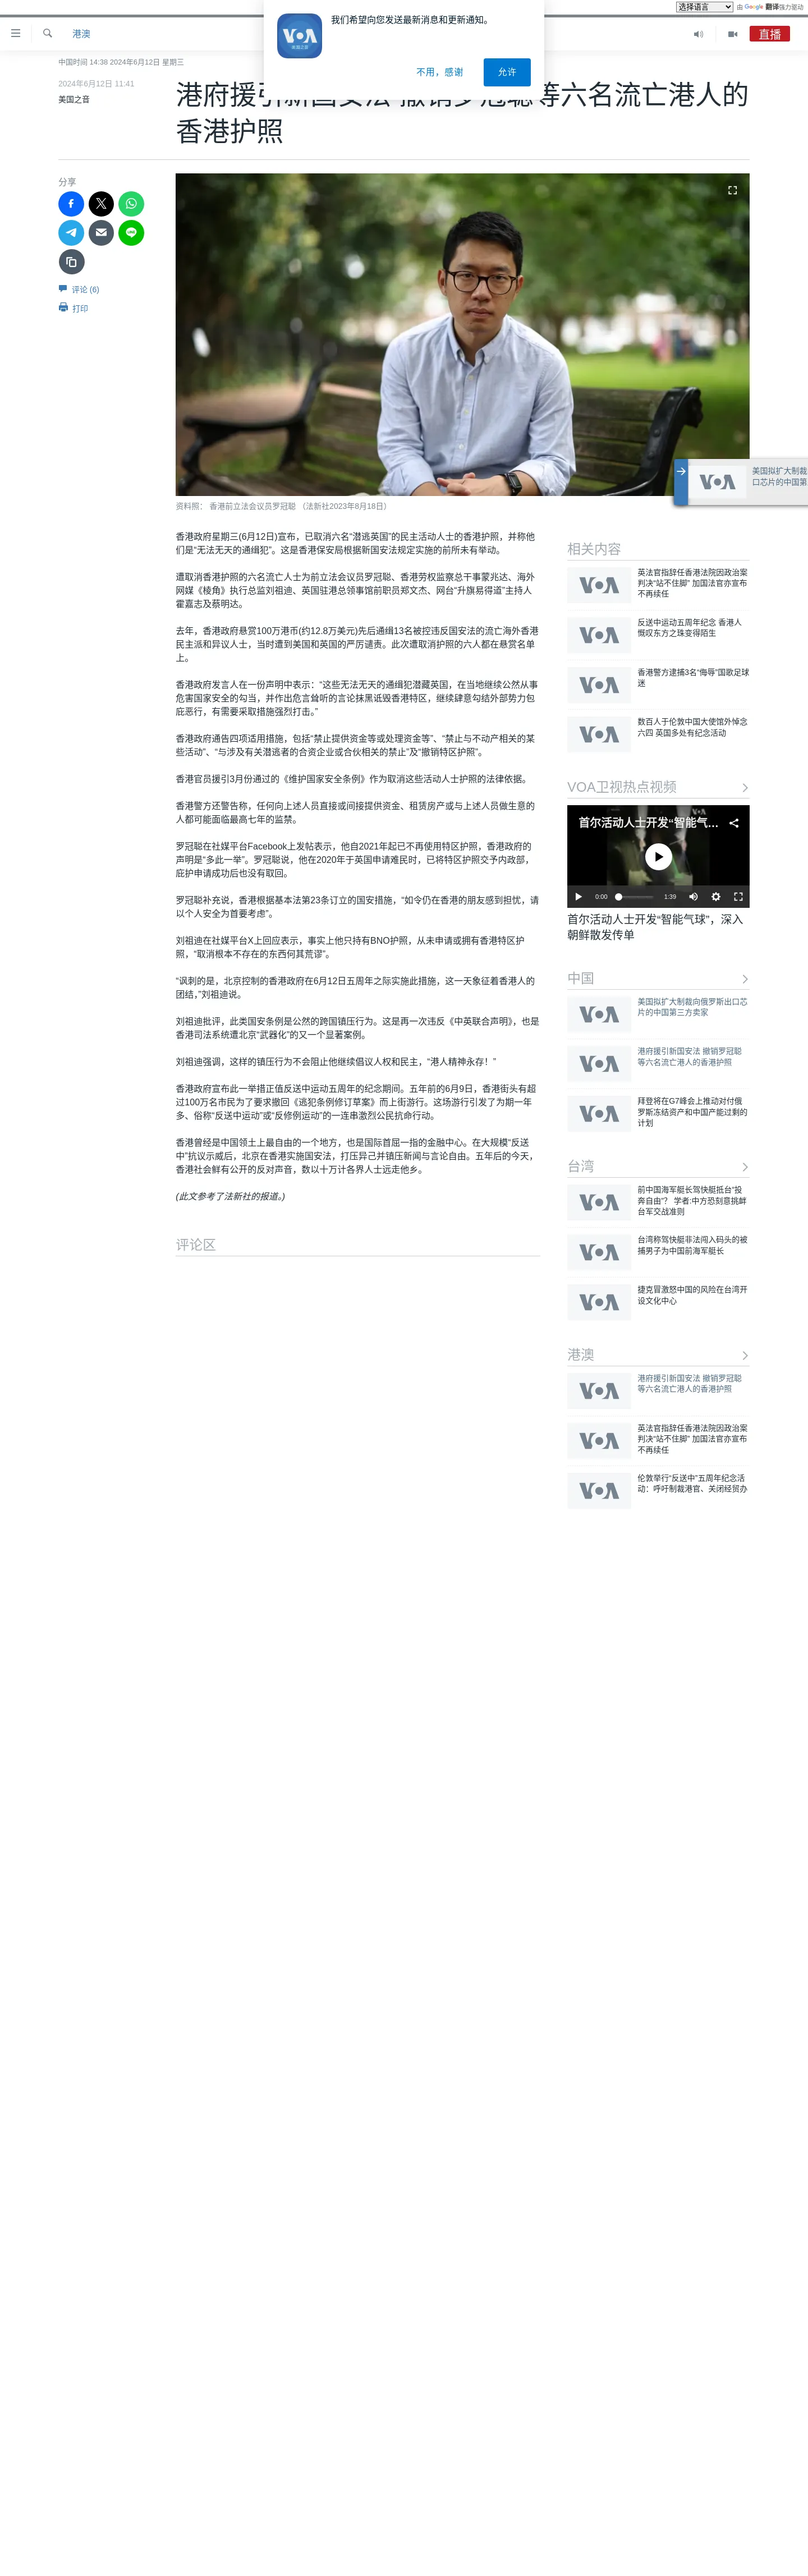 选择语言
由 Google 翻译强力驱动
我们希望向您发送最新消息和更新通知。
VOA
美国之音
不用，感谢
允许
港澳
直播
中国时间 14:38 2024年6月12日 星期三
2024年6月12日 11:41
美国之音
港府援引新国安法 撤销罗冠聪等六名流亡港人的
香港护照
分享
评论 (6)
打印
VOA
美国拟扩大制裁
口芯片的中国第
资料照： 香港前立法会议员罗冠聪 （法新社2023年8月18日）
香港政府星期三(6月12日)宣布，已取消六名“潜逃英国”的民主活动人士的香港护照，并称他
们是“无法无天的通缉犯”。这是香港保安局根据新国安法规定实施的前所未有举动。
遭取消香港护照的六名流亡人士为前立法会议员罗冠聪、香港劳权监察总干事蒙兆达、海外
网媒《棱角》执行总监刘祖迪、英国驻港总领事馆前职员郑文杰、网台“升旗易得道”主持人
霍嘉志及蔡明达。
去年，香港政府悬赏100万港币(约12.8万美元)先后通缉13名被控违反国安法的流亡海外香港
民主派和异议人士，当时遭到美国和英国的严厉谴责。此次遭取消护照的六人都在悬赏名单
上。
香港政府发言人在一份声明中表示：“这些无法无天的通缉犯潜藏英国，在当地继续公然从事
危害国家安全的勾当，并作出危言耸听的言论抹黑诋毁香港特区，继续肆意勾结外部势力包
庇恶行，有需要采取措施强烈打击。”
香港政府通告四项适用措施，包括“禁止提供资金等或处理资金等”、“禁止与不动产相关的某
些活动”、“与涉及有关潜逃者的合资企业或合伙相关的禁止”及“撤销特区护照”。
香港官员援引3月份通过的《维护国家安全条例》作为取消这些活动人士护照的法律依据。
香港警方还警告称，任何向上述人员直接或间接提供资金、租赁房产或与上述人员做生意的
人都可能面临最高七年的监禁。
罗冠聪在社媒平台Facebook上发帖表示，他自2021年起已不再使用特区护照，香港政府的
声明是“多此一举”。罗冠聪说，他在2020年于英国申请难民时，已将特区护照交予内政部，
庇护申请成功后也没有取回。
罗冠聪补充说，香港根据基本法第23条订立的国安措施，“如令仍在香港的朋友感到担忧，请
以个人安全为首要考虑”。
刘祖迪在社媒平台X上回应表示，事实上他只持有BNO护照，从未申请或拥有香港特区护
照，“取消根本不存在的东西何其荒谬”。
“讽刺的是，北京控制的香港政府在6月12日五周年之际实施此措施，这一天象征着香港人的
团结，”刘祖迪说。
刘祖迪批评，此类国安条例是公然的跨国镇压行为。这是再一次违反《中英联合声明》，也是
香港司法系统遭北京“武器化”的又一个显著案例。
刘祖迪强调，这样的镇压行为不会阻止他继续倡议人权和民主，“港人精神永存！”
香港政府宣布此一举措正值反送中运动五周年的纪念期间。五年前的6月9日，香港街头有超
过100万名市民为了要求撤回《逃犯条例修订草案》而上街游行。这场游行引发了为期一年
多、俗称“反送中运动”或“反修例运动”的一连串激烈公民抗命行动。
香港曾经是中国领土上最自由的一个地方，也是国际首屈一指的金融中心。在大规模“反送
中”抗议示威后，北京在香港实施国安法，打压异己并镇压新闻与言论自由。五年后的今天，
香港社会鲜有公开的反对声音，数以十万计各界人士远走他乡。
(此文参考了法新社的报道。)
评论区
相关内容
VOA
英法官指辞任香港法院因政治案
判决“站不住脚” 加国法官亦宣布
不再续任
VOA
反送中运动五周年纪念 香港人
慨叹东方之珠变得陌生
VOA
香港警方逮捕3名“侮辱”国歌足球
迷
VOA
数百人于伦敦中国大使馆外悼念
六四 英国多处有纪念活动
VOA卫视热点视频
VOA
首尔活动人士开发“智能气…
0:00
1:39
首尔活动人士开发“智能气球”，深入
朝鲜散发传单
中国
VOA
美国拟扩大制裁向俄罗斯出口芯
片的中国第三方卖家
VOA
港府援引新国安法 撤销罗冠聪
等六名流亡港人的香港护照
VOA
拜登将在G7峰会上推动对付俄
罗斯冻结资产和中国产能过剩的
计划
台湾
VOA
前中国海军艇长驾快艇抵台“投
奔自由”？ 学者:中方恐刻意挑衅
台军交战准则
VOA
台湾称驾快艇非法闯入码头的被
捕男子为中国前海军艇长
VOA
捷克冒激怒中国的风险在台湾开
设文化中心
港澳
VOA
港府援引新国安法 撤销罗冠聪
等六名流亡港人的香港护照
VOA
英法官指辞任香港法院因政治案
判决“站不住脚” 加国法官亦宣布
不再续任
VOA
伦敦举行“反送中”五周年纪念活
动：呼吁制裁港官、关闭经贸办